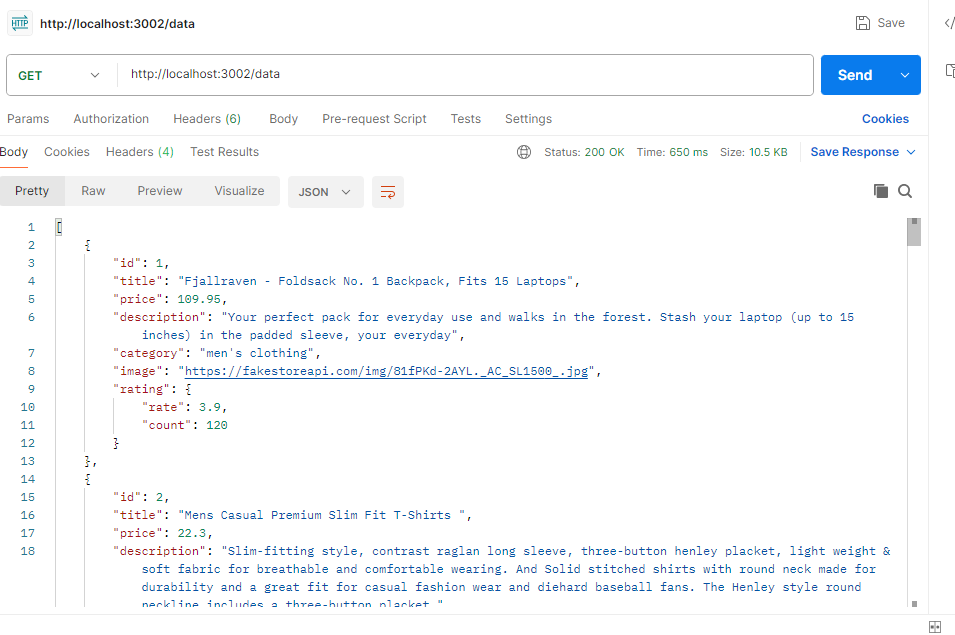 HTTP http://localhost:3002/data Save
GET http://localhost:3002/data Send
Params Authorization Headers (6) Body Pre-request Script Tests Settings Cookies
Body Cookies Headers (4) Test Results Status: 200 OK Time: 650 ms Size: 10.5 KB Save Response
Pretty Raw Preview Visualize JSON
1 [
2 {
3 "id": 1,
4 "title": "Fjallraven - Foldsack No. 1 Backpack, Fits 15 Laptops",
5 "price": 109.95,
6 "description": "Your perfect pack for everyday use and walks in the forest. Stash your laptop (up to 15
inches) in the padded sleeve, your everyday",
7 "category": "men's clothing",
8 "image": "https://fakestoreapi.com/img/81fPKd-2AYL._AC_SL1500_.jpg",
9 "rating": {
10 "rate": 3.9,
11 "count": 120
12 }
13 },
14 {
15 "id": 2,
16 "title": "Mens Casual Premium Slim Fit T-Shirts ",
17 "price": 22.3,
18 "description": "Slim-fitting style, contrast raglan long sleeve, three-button henley placket, light weight &
soft fabric for breathable and comfortable wearing. And Solid stitched shirts with round neck made for
durability and a great fit for casual fashion wear and diehard baseball fans. The Henley style round
neckline includes a three-button placket."